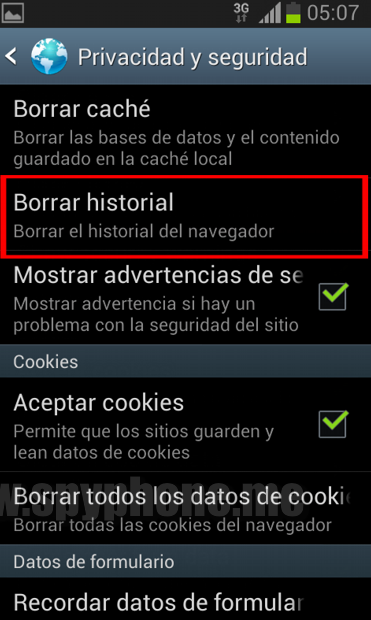 3G 05:07
Privacidad y seguridad
Borrar caché
Borrar las bases de datos y el contenido
guardado en la caché local
Borrar historial
Borrar el historial del navegador
Mostrar advertencias de se
Mostrar advertencia si hay un
problema con la seguridad del sitio
Cookies
Aceptar cookies
Permite que los sitios guarden y
lean datos de cookies
Borrar todos los datos de cooki
w.spyphone.me
Borrar todas las cookies del navegador
Datos de formulario
Recordar datos de formular